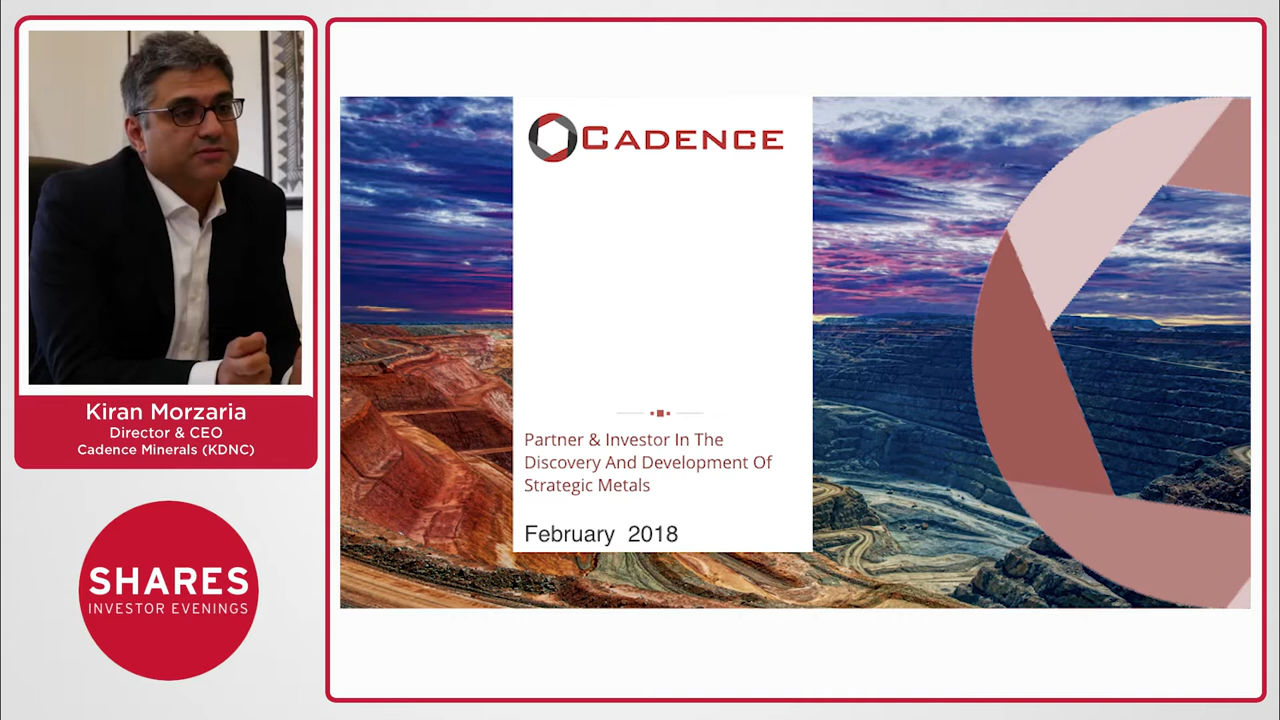 Kiran Morzaria
Director & CEO
Cadence Minerals (KDNC)
SHARES
INVESTOR EVENINGS
CADENCE
Partner & Investor In The
Discovery And Development Of
Strategic Metals
February 2018